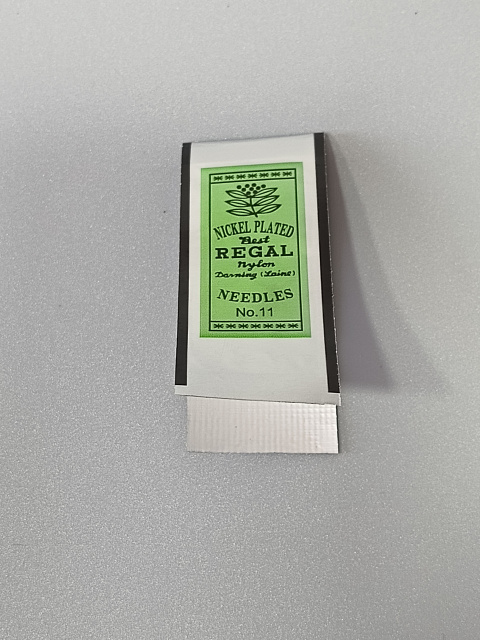 NICKEL PLATED
Best
REGAL
Nylon
Darning (Laine)
NEEDLES
No.11